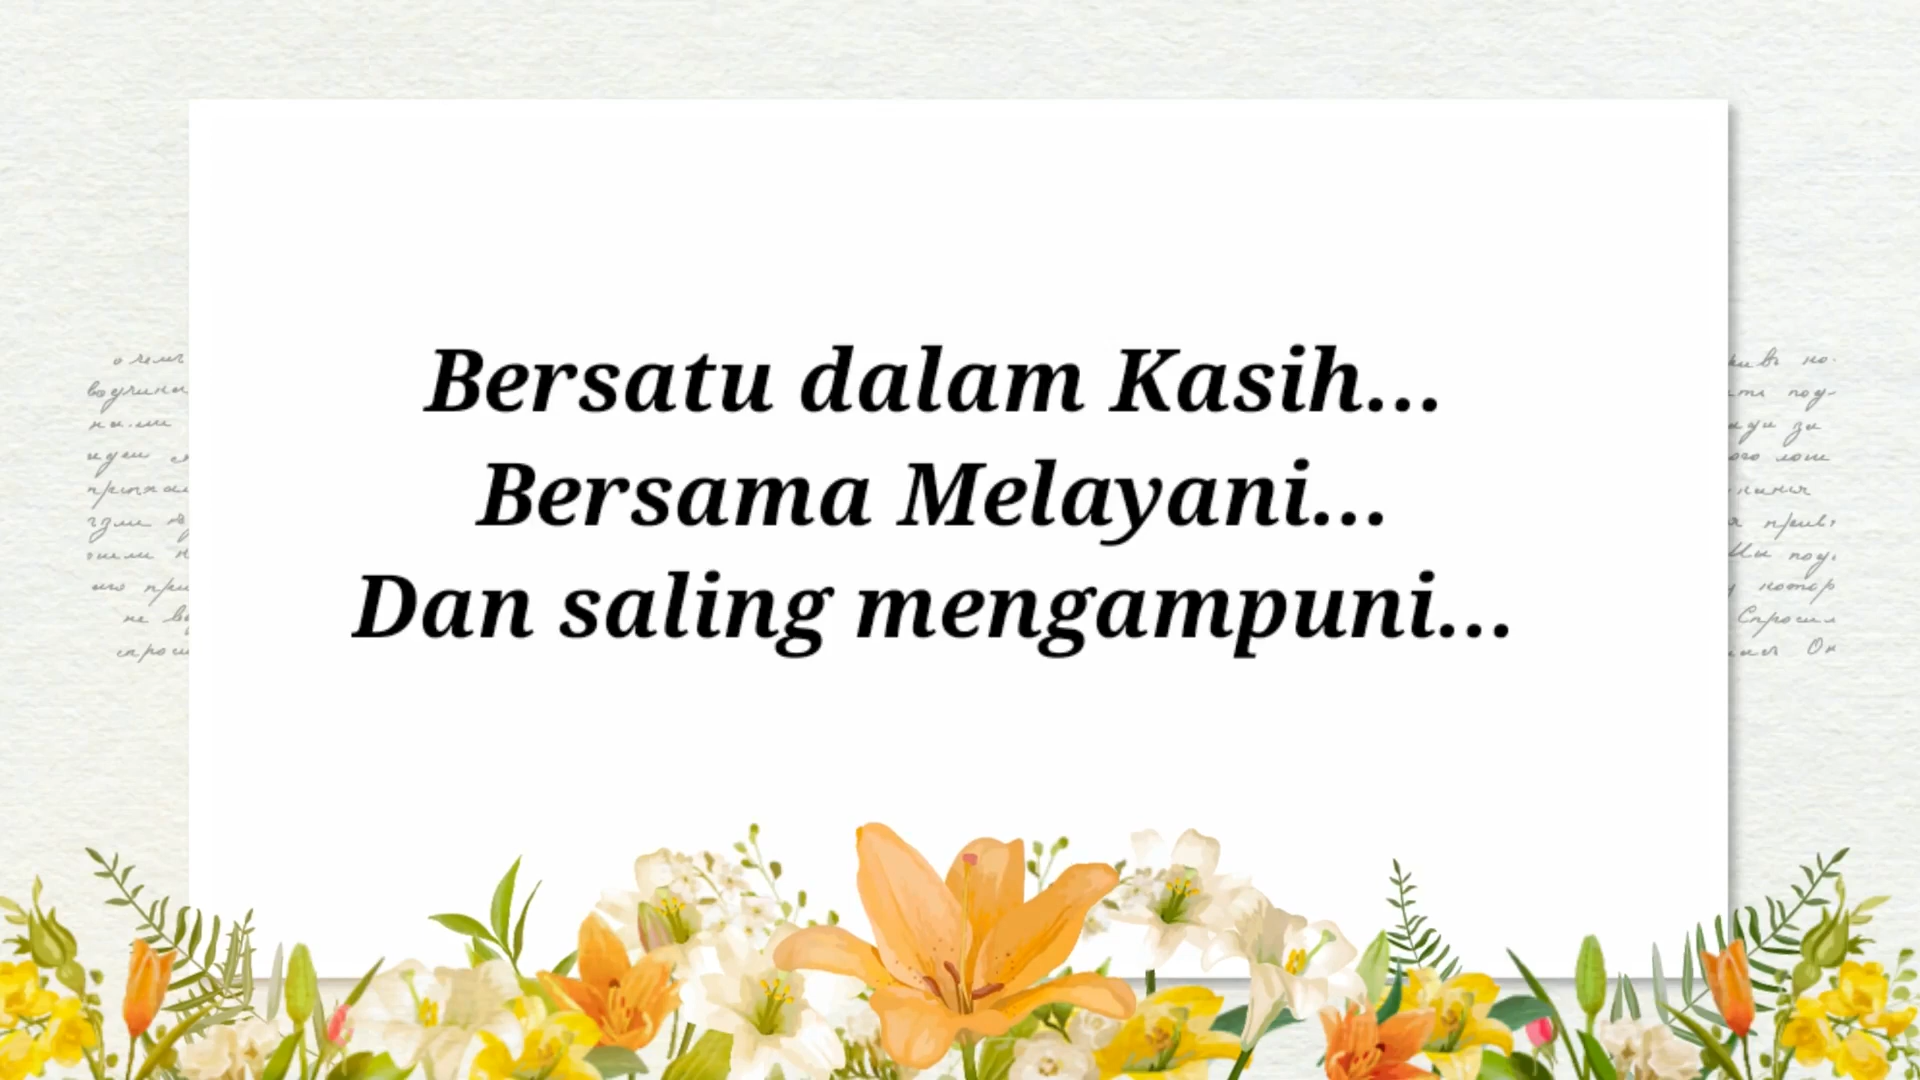 Bersatu dalam Kasih...
Bersama Melayani...
Dan saling mengampuni...